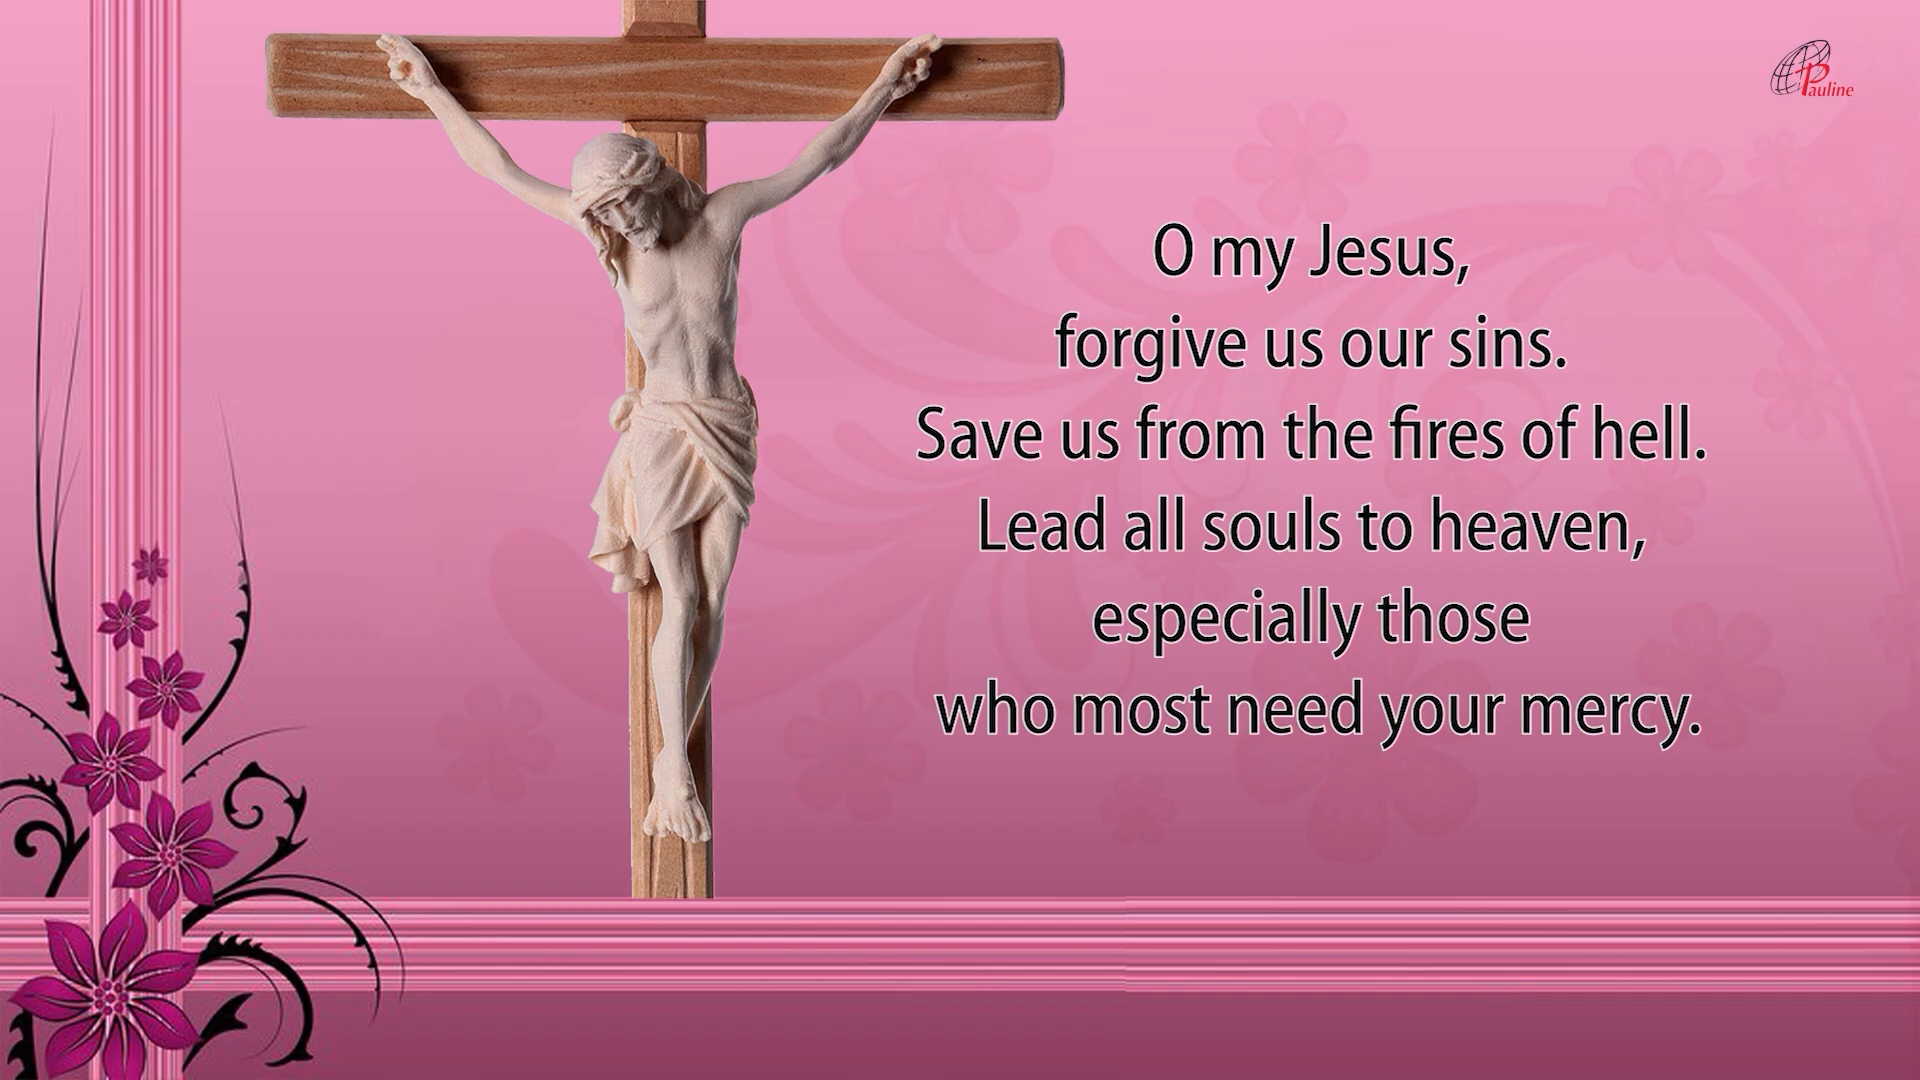 Pauline
O my Jesus,
forgive us our sins.
Save us from the fires of hell.
Lead all souls to heaven,
especially those
who most need your mercy.